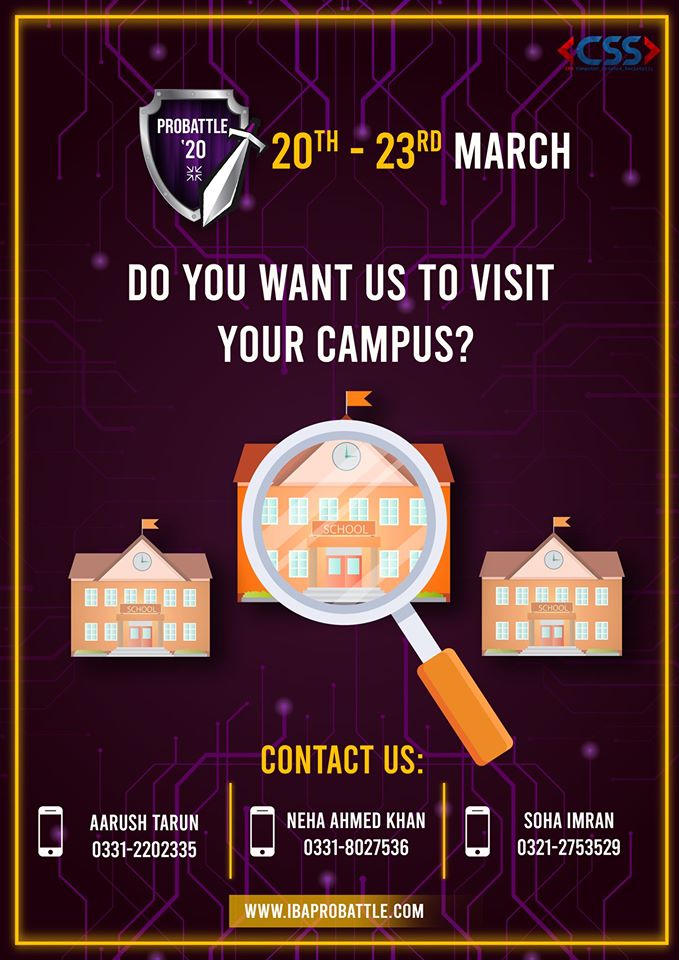 <CSS>
PROBATTLE
'20
20TH - 23RD MARCH
DO YOU WANT US TO VISIT
YOUR CAMPUS?
SCHOOL
SCHOOL
SCHOOL
CONTACT US:
AARUSH TARUN
0331-2202335
NEHA AHMED KHAN
0331-8027536
SOHA IMRAN
0321-2753529
WWW.IBAPROBATTLE.COM